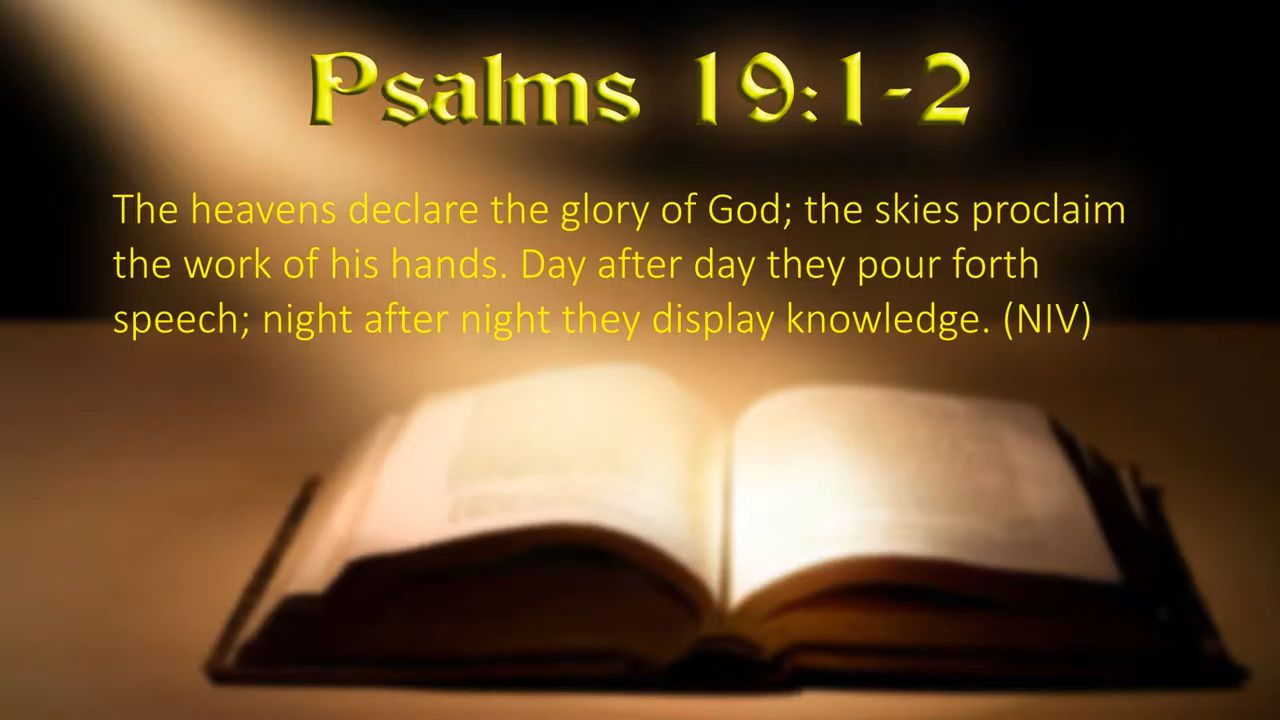 Psalms 19:1-2
The heavens declare the glory of God; the skies proclaim
the work of his hands. Day after day they pour forth
speech; night after night they display knowledge. (NIV)